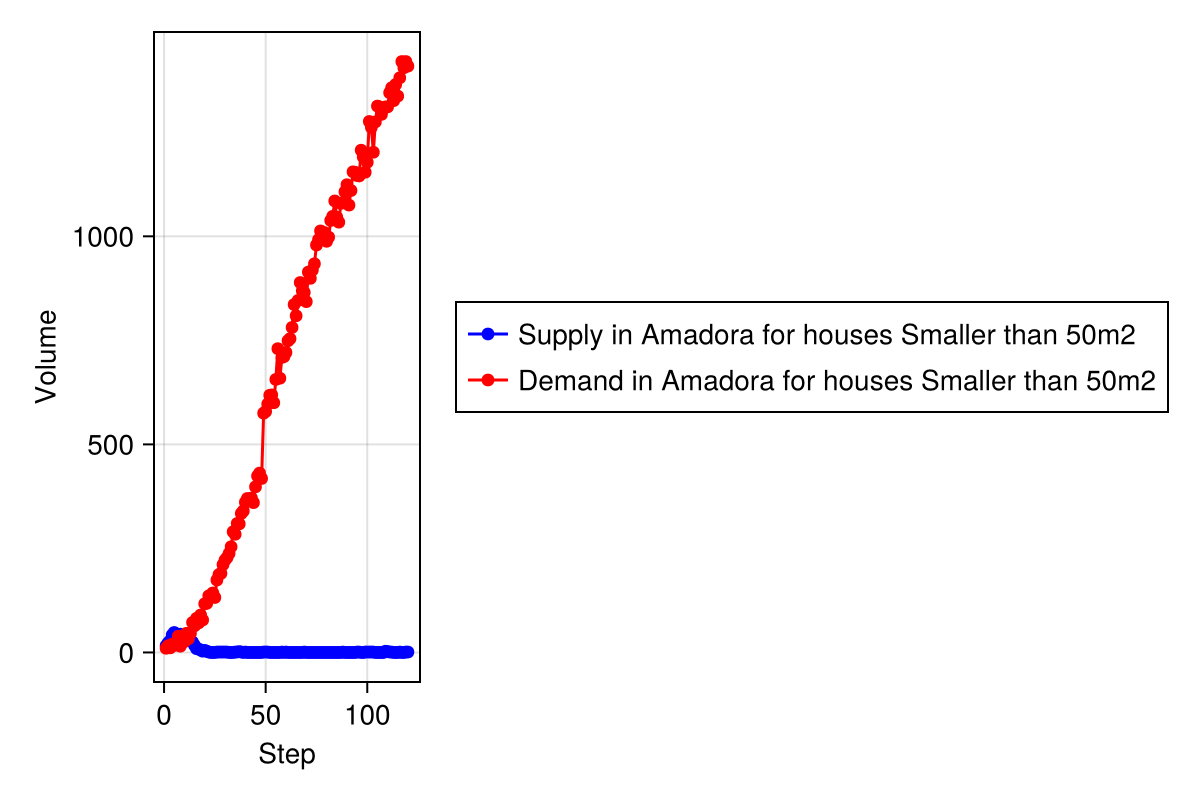 Volume
1000
500
0
0 50 100
Step
Supply in Amadora for houses Smaller than 50m2
Demand in Amadora for houses Smaller than 50m2